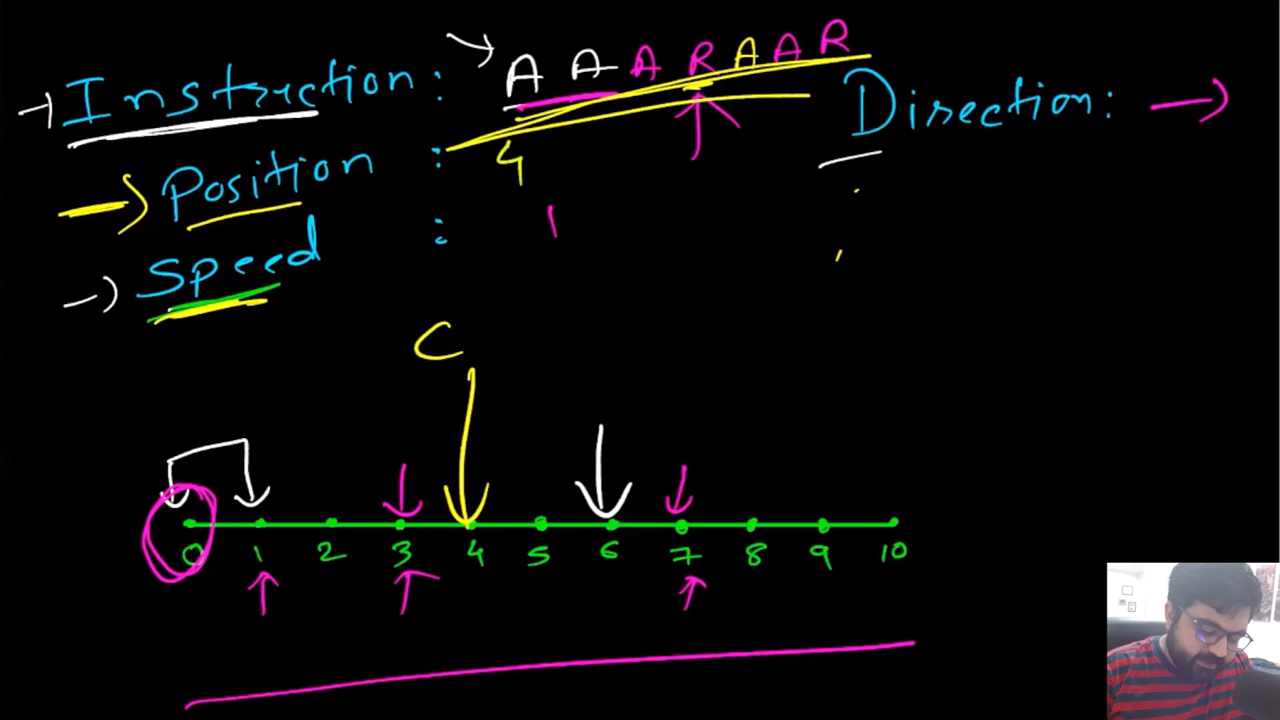 Instruction: A A A R A A R
Direction: →
Position : 4
Speed : 1
C
0 1 2 3 4 5 6 7 8 9 10